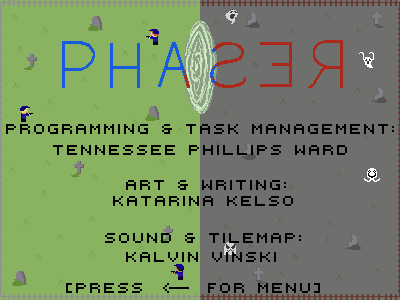 PHASER
PROGRAMMING & TASK MANAGEMENT:
TENNESSEE PHILLIPS WARD
ART & WRITING:
KATARINA KELSO
SOUND & TILEMAP:
KALVIN VINSKI
[PRESS <— FOR MENU]